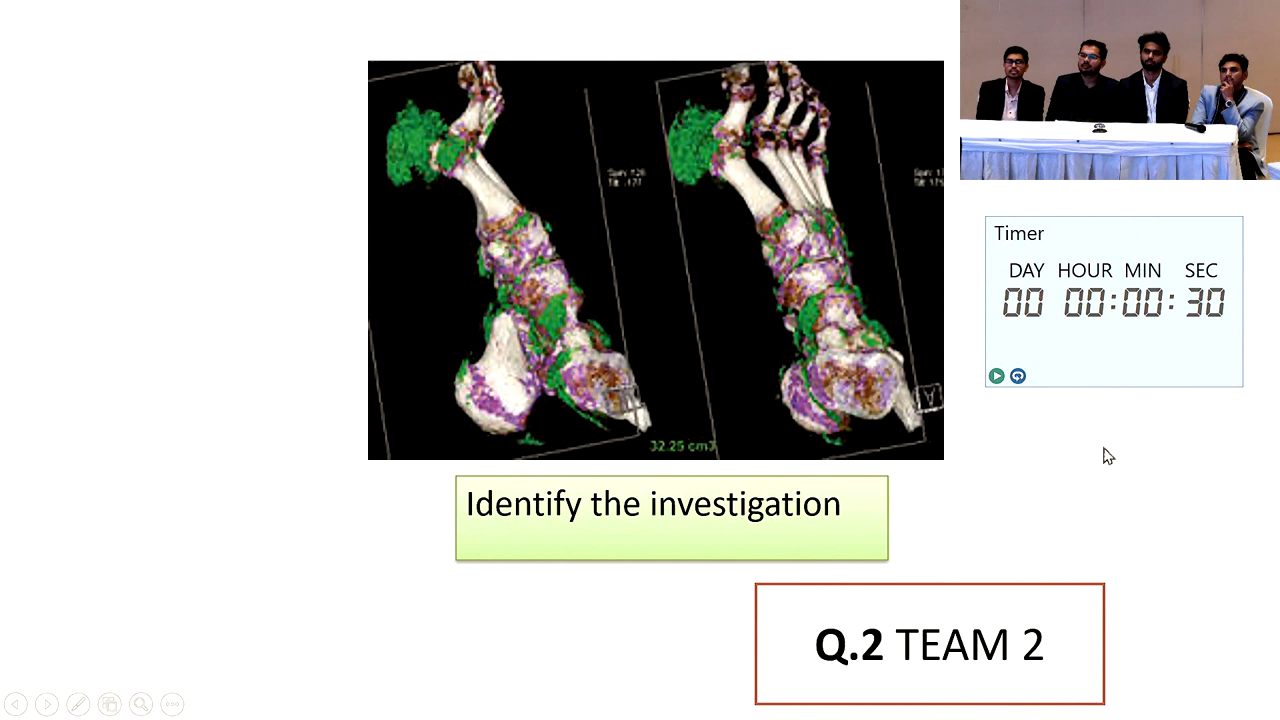 32.25 cm3
Timer
DAY HOUR MIN SEC
00 00:00:30
Identify the investigation
Q.2 TEAM 2